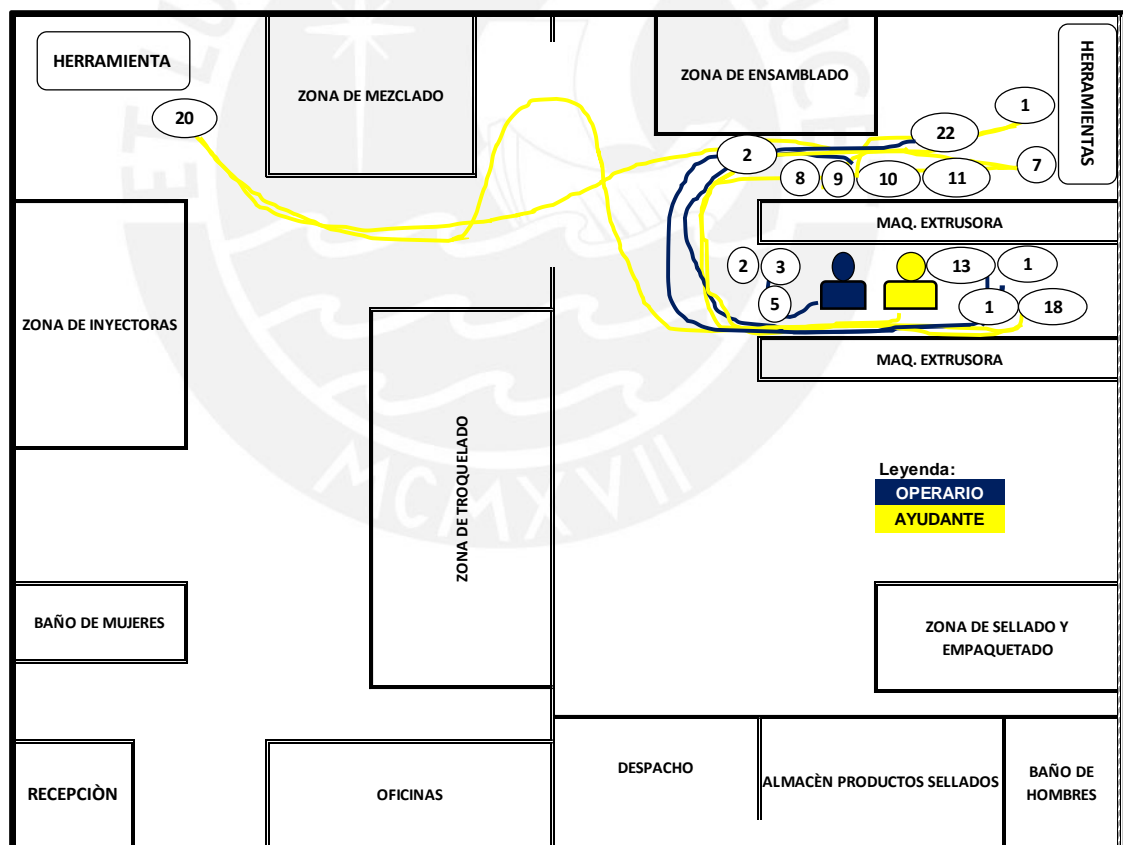 HERRAMIENTA
ZONA DE MEZCLADO
ZONA DE ENSAMBLADO
HERRAMIENTAS
20
1
22
2
7
8
9
10
11
MAQ. EXTRUSORA
2
3
13
1
5
1
18
ZONA DE INYECTORAS
MAQ. EXTRUSORA
ZONA DE TROQUELADO
Leyenda:
OPERARIO
AYUDANTE
BAÑO DE MUJERES
ZONA DE SELLADO Y
EMPAQUETADO
RECEPCIÒN
OFICINAS
DESPACHO
ALMACÈN PRODUCTOS SELLADOS
BAÑO DE
HOMBRES
MCMXVII